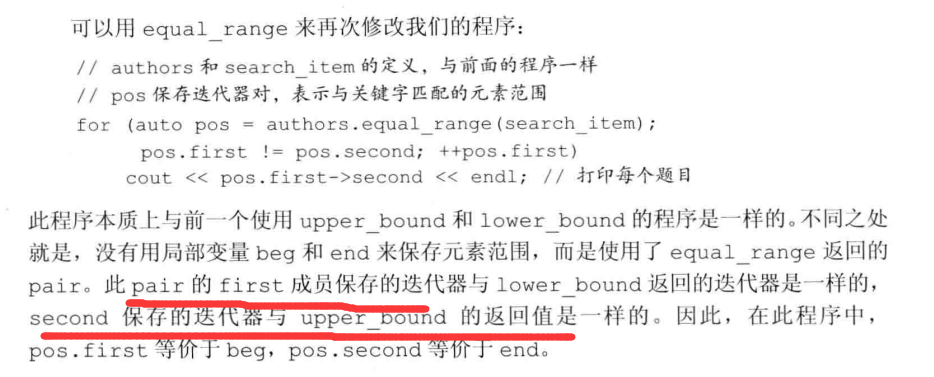 可以用 equal_range 来再次修改我们的程序：
// authors 和 search_item 的定义，与前面的程序一样
// pos 保存迭代器对，表示与关键字匹配的元素范围
for (auto pos = authors.equal_range(search_item);
pos.first != pos.second; ++pos.first)
cout << pos.first->second << endl; // 打印每个题目
此程序本质上与前一个使用 upper_bound 和 lower_bound 的程序是一样的。不同之处
就是，没有用局部变量 beg 和 end 来保存元素范围，而是使用了 equal_range 返回的
pair。此 pair 的 first 成员保存的迭代器与 lower_bound 返回的迭代器是一样的，
second 保存的迭代器与 upper_bound 的返回值是一样的。因此，在此程序中，
pos.first 等价于 beg，pos.second 等价于 end。